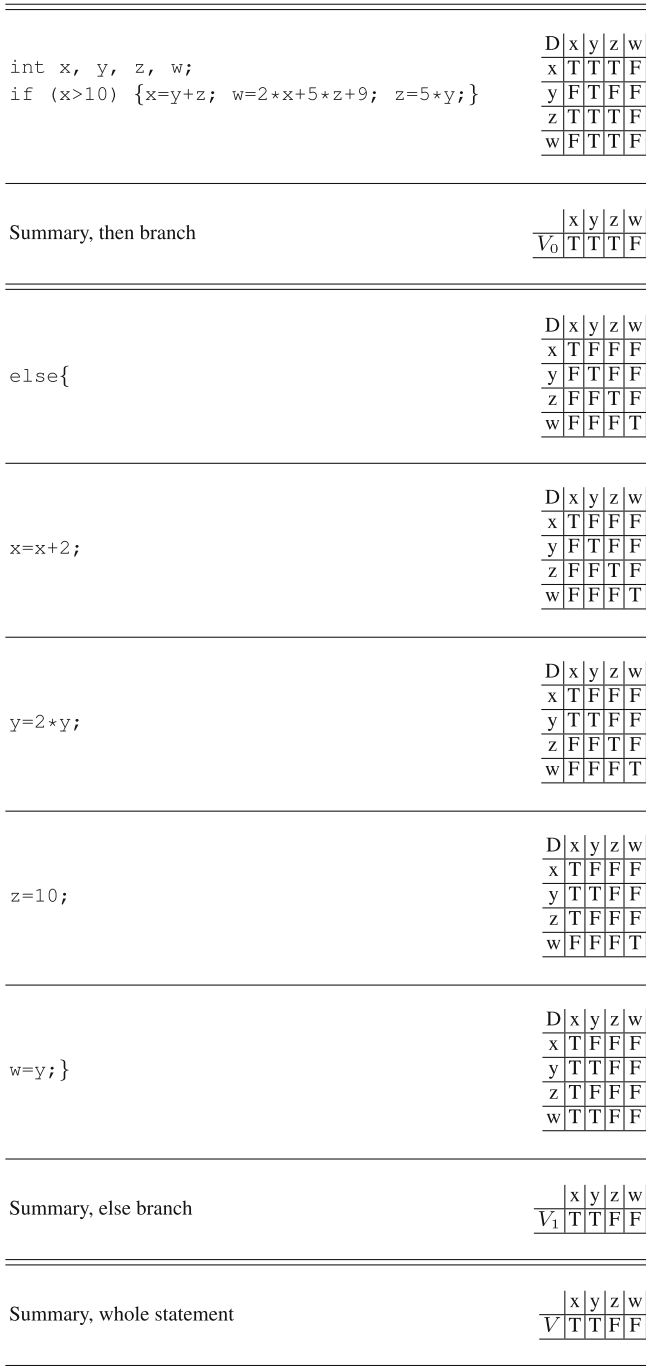 D x y z w
int x, y, z, w;
x T T T F
if (x>10) {x=y+z; w=2*x+5*z+9; z=5*y;}
y F T F F
z T T T F
w F T T F
x y z w
Summary, then branch
V0 T T T F
D x y z w
x T F F F
else{
y F T F F
z F F T F
w F F F T
D x y z w
x T F F F
x=x+2;
y F T F F
z F F T F
w F F F T
D x y z w
x T F F F
y=2*y;
y T T F F
z F F T F
w F F F T
D x y z w
x T F F F
z=10;
y T T F F
z T F F F
w F F F T
D x y z w
x T F F F
w=y;}
y T T F F
z T F F F
w T T F F
x y z w
Summary, else branch
V1 T T F F
x y z w
Summary, whole statement
V T T F F